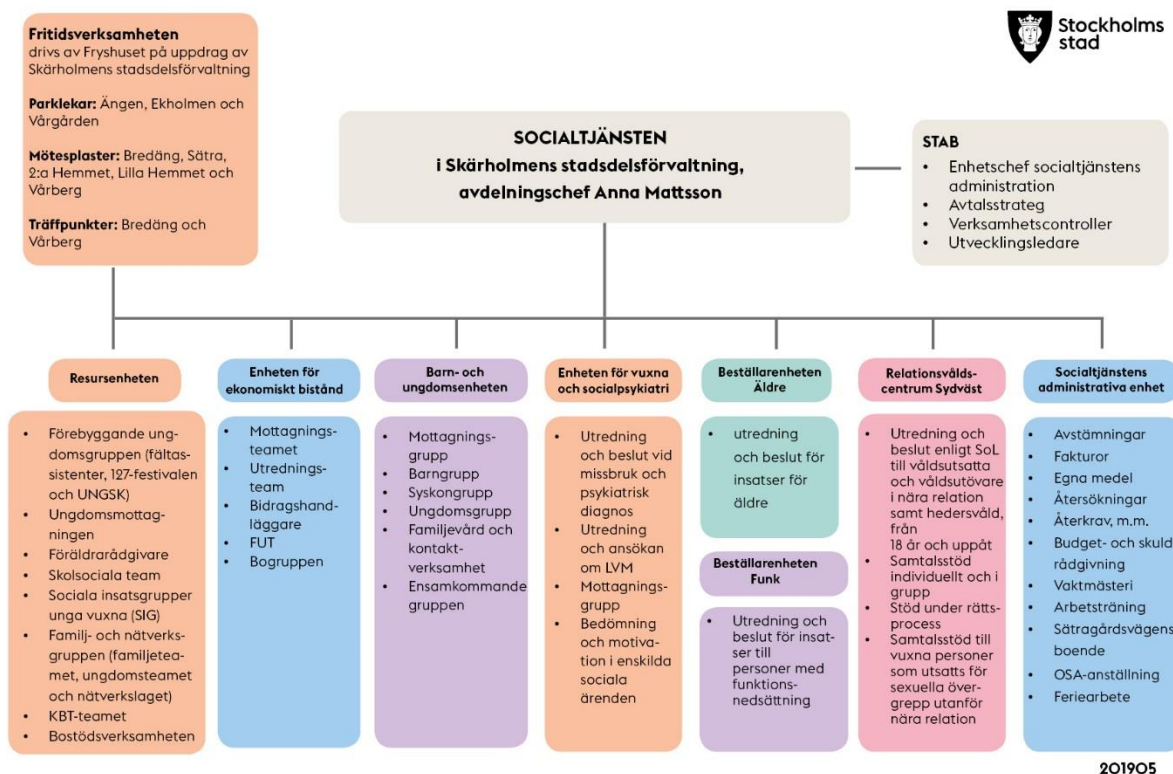 Fritidsverksamheten
drivs av Fryshuset på uppdrag av
Skärholmens stadsdelsförvaltning
Parklekar: Ängen, Ekholmen och
Vårgården
Mötesplaster: Bredäng, Sätra,
2:a Hemmet, Lilla Hemmet och
Vårberg
Träffpunkter: Bredäng och
Vårberg
Stockholms
stad
SOCIALTJÄNSTEN
i Skärholmens stadsdelsförvaltning,
avdelningschef Anna Mattsson
STAB
• Enhetschef socialtjänstens
administration
• Avtalsstrateg
• Verksamhetscontroller
• Utvecklingsledare
Resursenheten
• Förebyggande ung-
domsgruppen (fältas-
sistenter, 127-festivalen
och UNGSK)
• Ungdomsmottag-
ningen
• Föräldrarådgivare
• Skolsociala team
• Sociala insatsgrupper
unga vuxna (SIG)
• Familj- och nätverks-
gruppen (familjetea-
met, ungdomsteamet
och nätverkslaget)
• KBT-teamet
• Bostödsverksamheten
Enheten för
ekonomiskt bistånd
• Mottagnings-
teamet
• Utrednings-
team
• Bidragshand-
läggare
• FUT
• Bogruppen
Barn- och
ungdomsenheten
• Mottagnings-
grupp
• Barngrupp
• Syskongrupp
• Ungdomsgrupp
• Familjevård och
kontakt-
verksamhet
• Ensamkommande
gruppen
Enheten för vuxna
och socialpsykiatri
• Utredning
och beslut vid
missbruk och
psykiatrisk
diagnos
• Utredning
och ansökan
om LVM
• Mottagnings-
grupp
• Bedömning
och motiva-
tion i enskilda
sociala
ärenden
Beställarenheten
Äldre
• utredning
och beslut för
insatser för
äldre
Beställarenheten
Funk
• Utredning och
beslut för insat-
ser till
personer med
funktions-
nedsättning
Relationsvålds-
centrum Sydväst
• Utredning och
beslut enligt SoL
till våldsutsatta
och våldsutövare
i nära relation
samt hedersvåld,
från
18 år och uppåt
• Samtalsstöd
individuellt och i
grupp
• Stöd under rätts-
process
• Samtalsstöd till
vuxna personer
som utsatts för
sexuella över-
grepp utanför
nära relation
Socialtjänstens
administrativa enhet
• Avstämningar
• Fakturor
• Egna medel
• Återsökningar
• Återkrav, m.m.
• Budget- och skuld
rådgivning
• Vaktmästeri
• Arbetsträning
• Sätragårdsvägens
boende
• OSA-anställning
• Feriearbete
201905